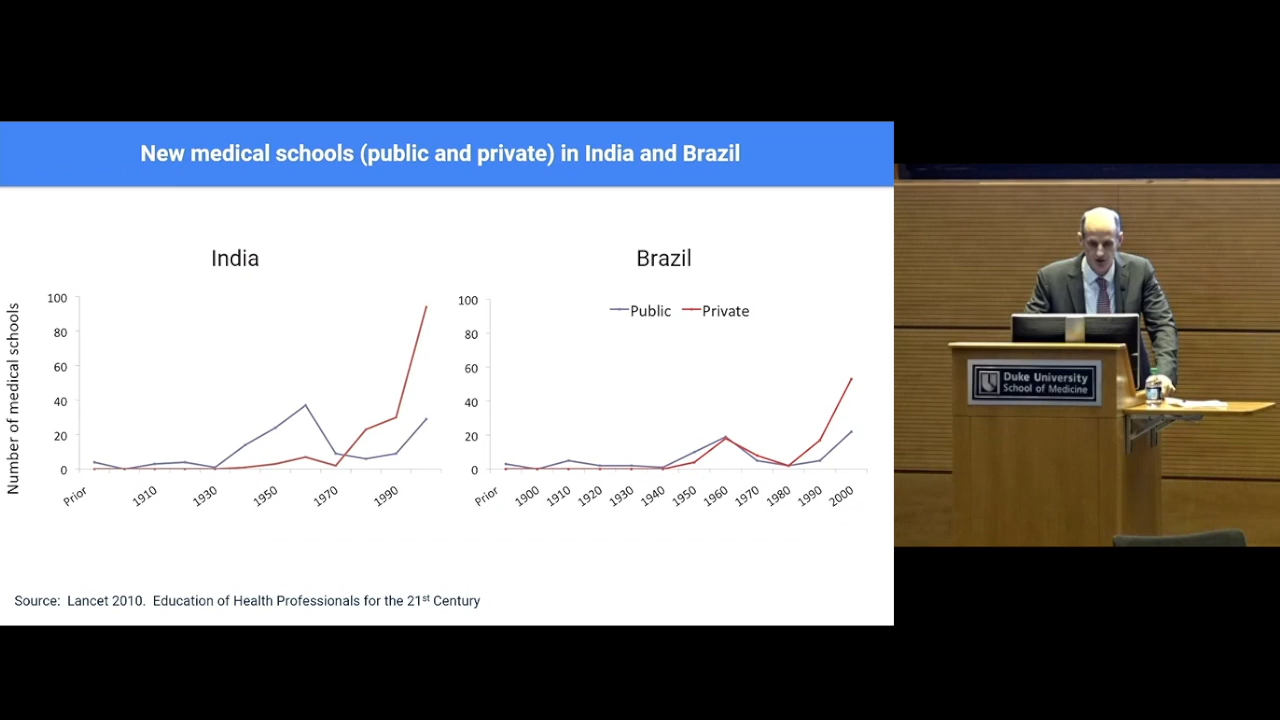 New medical schools (public and private) in India and Brazil
India
Brazil
Number of medical schools
100
80
60
40
20
0
Prior
1910
1930
1950
1970
1990
100
80
60
40
20
0
Public
Private
Prior
1900
1910
1920
1930
1940
1950
1960
1970
1980
1990
2000
Source: Lancet 2010. Education of Health Professionals for the 21st Century
Duke University
School of Medicine